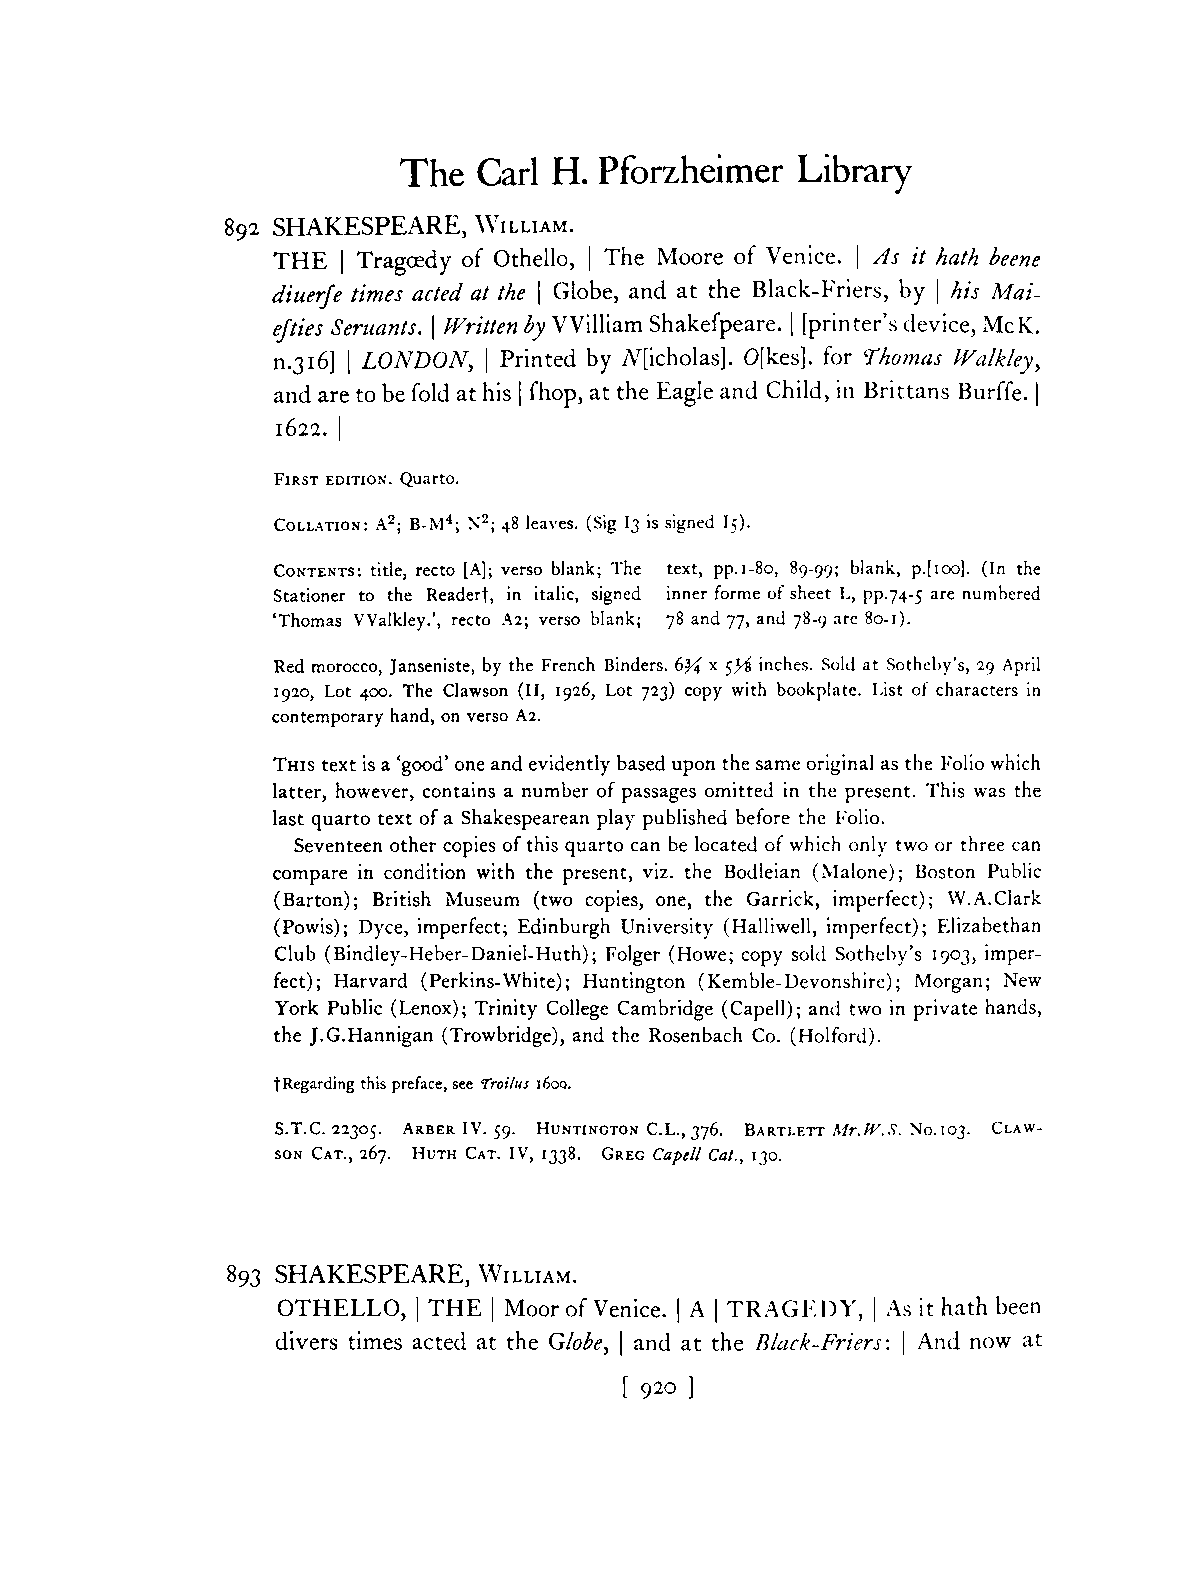 The Carl H. Pforzheimer Library
892 SHAKESPEARE, WILLIAM.
THE | Tragœdy of Othello, | The Moore of Venice. | As it hath beene
diuerſe times acted at the | Globe, and at the Black-Friers, by | his Mai-
eſties Seruants. | Written by VVilliam Shakeſpeare. | [printer's device, McK.
n.316] | LONDON, | Printed by N[icholas]. O[kes]. for Thomas Walkley,
and are to be ſold at his | ſhop, at the Eagle and Child, in Brittans Burſſe. |
1622. |
FIRST EDITION. Quarto.
COLLATION: A²; B-M⁴; N²; 48 leaves. (Sig I3 is signed I5).
CONTENTS: title, recto [A]; verso blank; The
Stationer to the Reader†, in italic, signed
'Thomas VValkley.', recto A2; verso blank;
text, pp.1-80, 89-99; blank, p.[100]. (In the
inner forme of sheet L, pp.74-5 are numbered
78 and 77, and 78-9 are 80-1).
Red morocco, Janseniste, by the French Binders. 6¾ x 5⅛ inches. Sold at Sotheby's, 29 April
1920, Lot 400. The Clawson (II, 1926, Lot 723) copy with bookplate. List of characters in
contemporary hand, on verso A2.
THIS text is a 'good' one and evidently based upon the same original as the Folio which
latter, however, contains a number of passages omitted in the present. This was the
last quarto text of a Shakespearean play published before the Folio.
Seventeen other copies of this quarto can be located of which only two or three can
compare in condition with the present, viz. the Bodleian (Malone); Boston Public
(Barton); British Museum (two copies, one, the Garrick, imperfect); W.A.Clark
(Powis); Dyce, imperfect; Edinburgh University (Halliwell, imperfect); Elizabethan
Club (Bindley-Heber-Daniel-Huth); Folger (Howe; copy sold Sotheby's 1903, imper-
fect); Harvard (Perkins-White); Huntington (Kemble-Devonshire); Morgan; New
York Public (Lenox); Trinity College Cambridge (Capell); and two in private hands,
the J.G.Hannigan (Trowbridge), and the Rosenbach Co. (Holford).
†Regarding this preface, see Troilus 1609.
S.T.C. 22305. ARBER IV. 59. HUNTINGTON C.L., 376. BARTLETT Mr.W.S. No.103. CLAW-
SON CAT., 267. HUTH CAT. IV, 1338. GREG Capell Cat., 130.
893 SHAKESPEARE, WILLIAM.
OTHELLO, | THE | Moor of Venice. | A | TRAGEDY, | As it hath been
divers times acted at the Globe, | and at the Black-Friers: | And now at
[ 920 ]